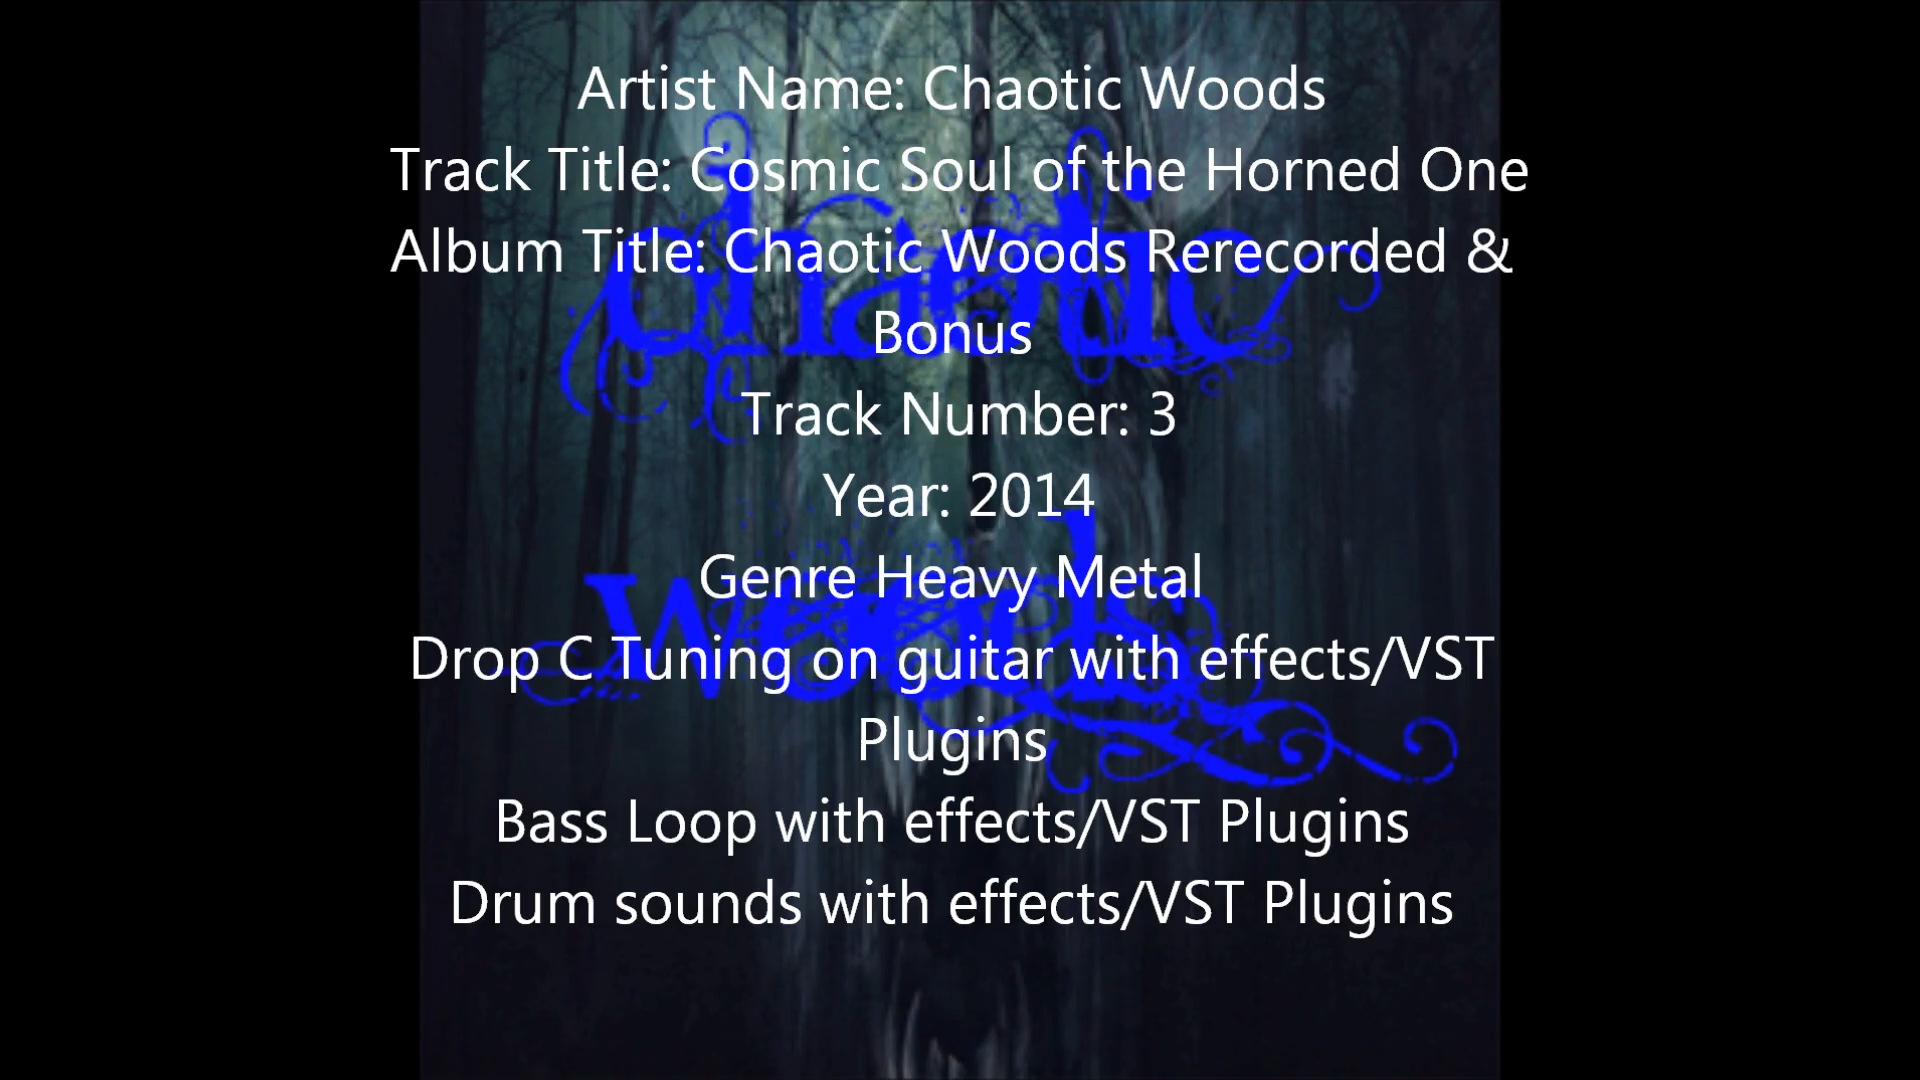 Artist Name: Chaotic Woods
Track Title: Cosmic Soul of the Horned One
Album Title: Chaotic Woods Rerecorded &
Bonus
Track Number: 3
Year: 2014
Genre Heavy Metal
Drop C Tuning on guitar with effects/VST
Plugins
Bass Loop with effects/VST Plugins
Drum sounds with effects/VST Plugins
chaotic
woods